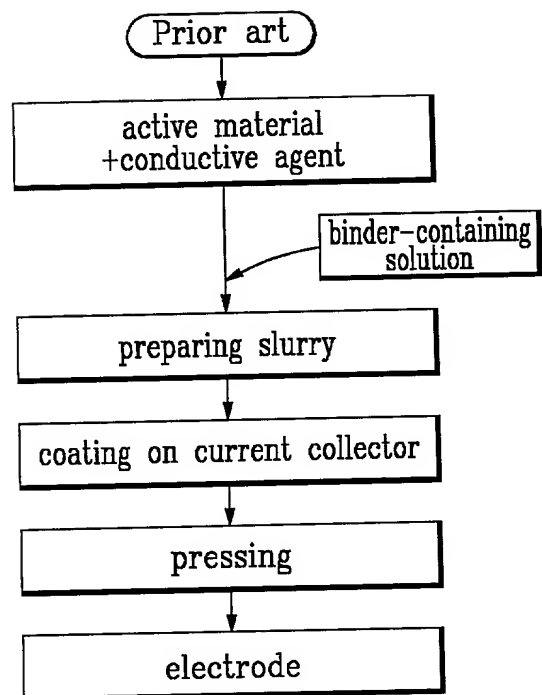 Prior art
active material
+conductive agent
binder-containing
solution
preparing slurry
coating on current collector
pressing
electrode